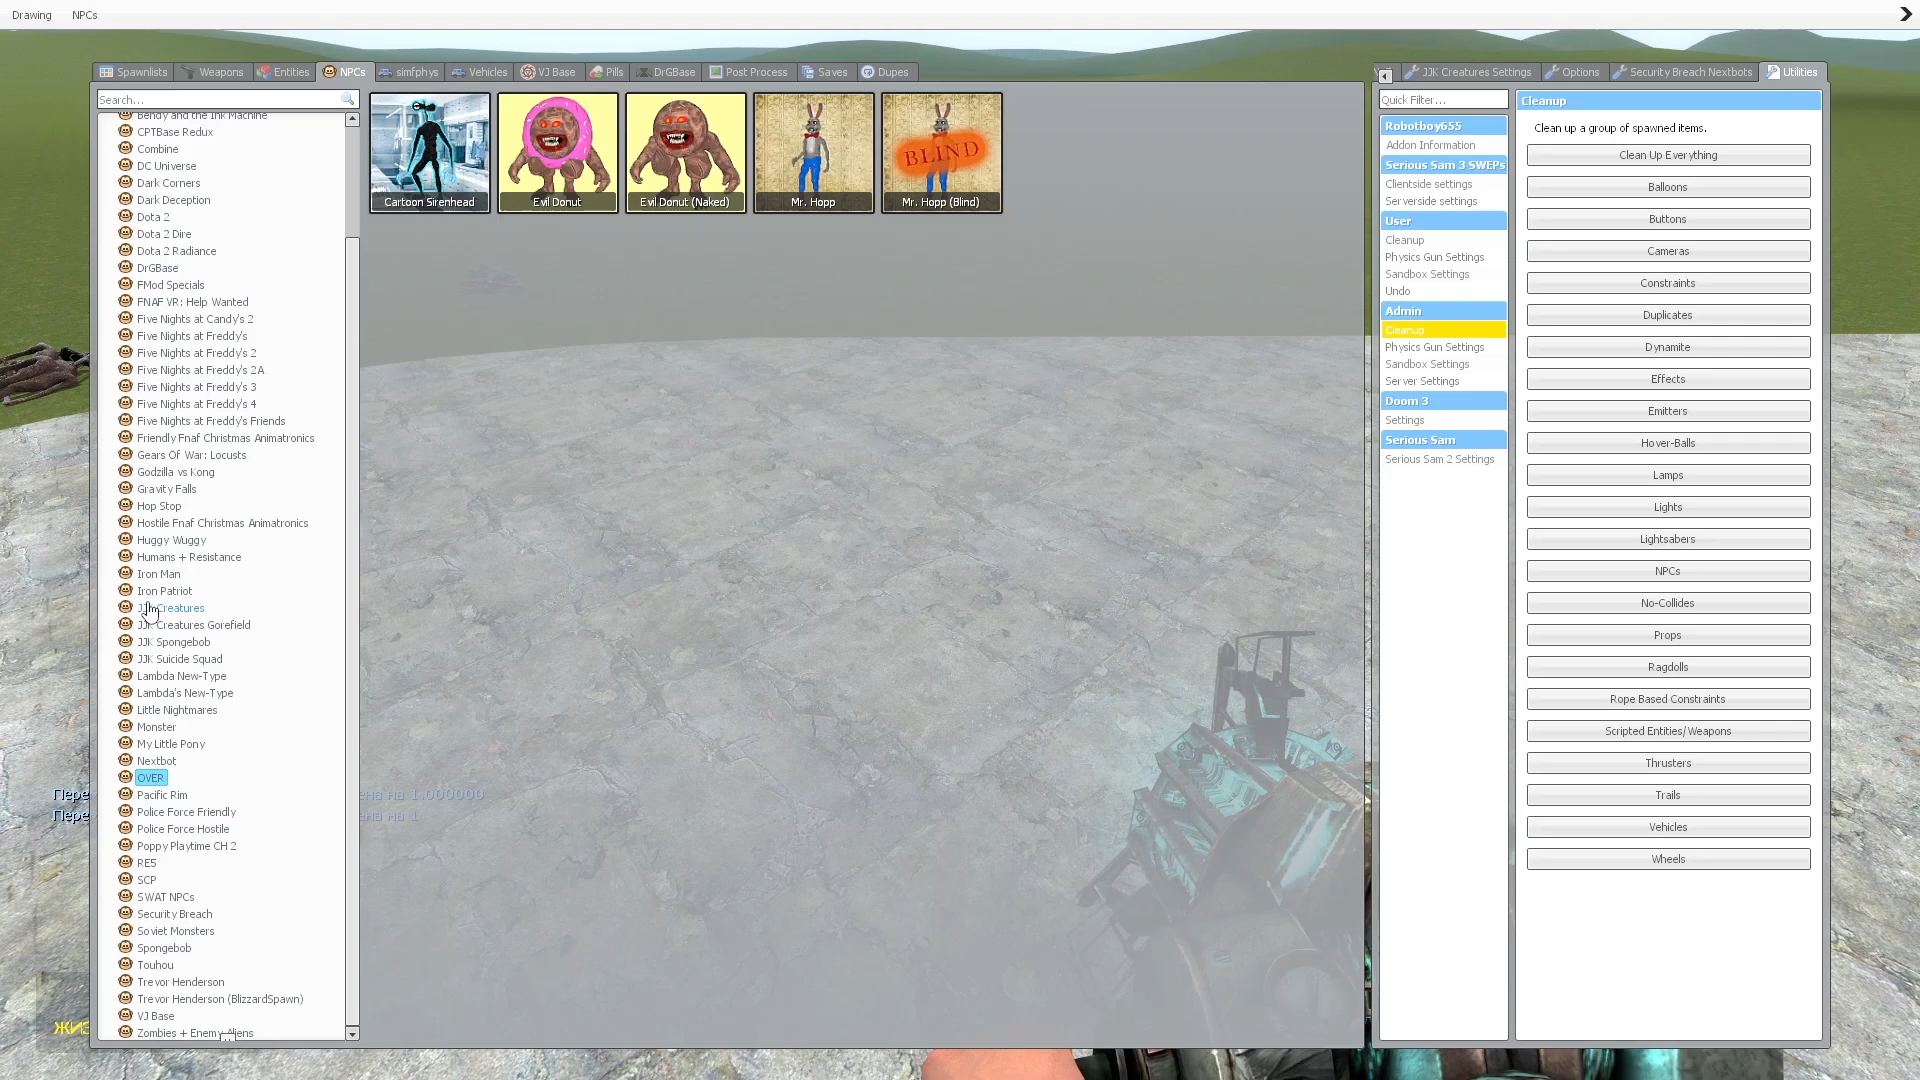 Drawing NPCs
Spawnlists Weapons Entities NPCs simfphys Vehicles VJ Base Pills DrGBase Post Process Saves Dupes
JJK Creatures Settings Options Security Breach Nextbots Utilities
Search...
Bendy and the Ink Machine
CPTBase Redux
Combine
DC Universe
Dark Corners
Dark Deception
Dota 2
Dota 2 Dire
Dota 2 Radiance
DrGBase
FMod Specials
FNAF VR: Help Wanted
Five Nights at Candy's 2
Five Nights at Freddy's
Five Nights at Freddy's 2
Five Nights at Freddy's 2A
Five Nights at Freddy's 3
Five Nights at Freddy's 4
Five Nights at Freddy's Friends
Friendly Fnaf Christmas Animatronics
Gears Of War: Locusts
Godzilla vs Kong
Gravity Falls
Hop Stop
Hostile Fnaf Christmas Animatronics
Huggy Wuggy
Humans + Resistance
Iron Man
Iron Patriot
JJK Creatures
JJK Creatures Gorefield
JJK Spongebob
JJK Suicide Squad
Lambda New-Type
Lambda's New-Type
Little Nightmares
Monster
My Little Pony
Nextbot
OVER
Pacific Rim
Police Force Friendly
Police Force Hostile
Poppy Playtime CH 2
RE5
SCP
SWAT NPCs
Security Breach
Soviet Monsters
Spongebob
Touhou
Trevor Henderson
Trevor Henderson (BlizzardSpawn)
VJ Base
Zombies + Enemy Aliens
Cartoon Sirenhead
Evil Donut
Evil Donut (Naked)
Mr. Hopp
BLIND
Mr. Hopp (Blind)
на 1.000000
на 1
Quick Filter...
Robotboy655
Addon Information
Serious Sam 3 SWEPs
Clientside settings
Serverside settings
User
Cleanup
Physics Gun Settings
Sandbox Settings
Undo
Admin
Cleanup
Physics Gun Settings
Sandbox Settings
Server Settings
Doom 3
Settings
Serious Sam
Serious Sam 2 Settings
Cleanup
Clean up a group of spawned items.
Clean Up Everything
Balloons
Buttons
Cameras
Constraints
Duplicates
Dynamite
Effects
Emitters
Hover-Balls
Lamps
Lights
Lightsabers
NPCs
No-Collides
Props
Ragdolls
Rope Based Constraints
Scripted Entities/Weapons
Thrusters
Trails
Vehicles
Wheels